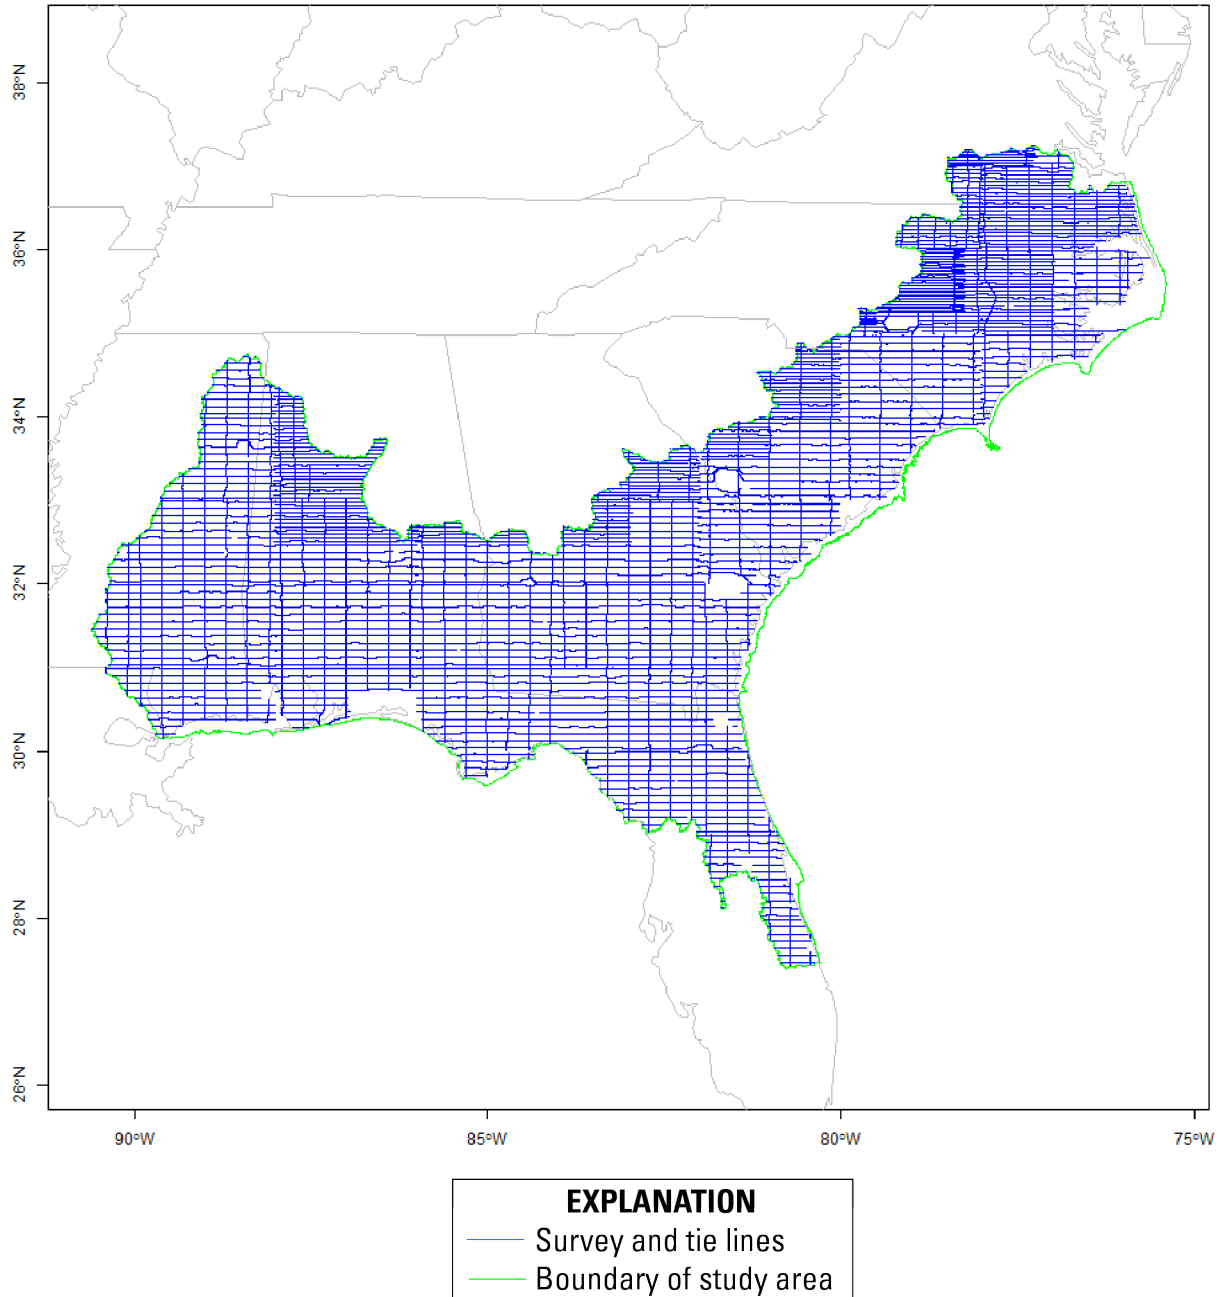 38°N
36°N
34°N
32°N
30°N
28°N
26°N
90°W 85°W 80°W 75°W
EXPLANATION
Survey and tie lines
Boundary of study area